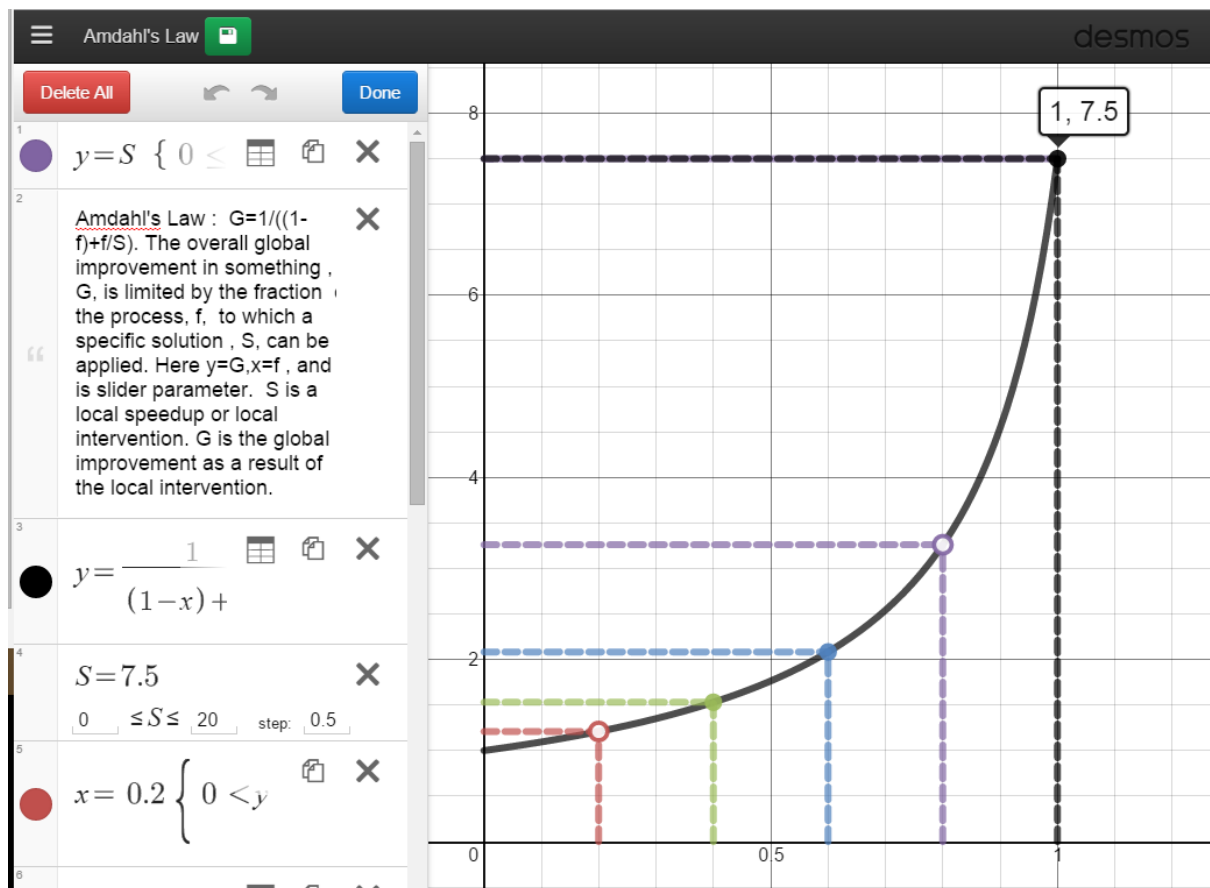 Amdahl's Law
desmos
Delete All
Done
1
y=S { 0 ≤
2
Amdahl's Law : G=1/((1-
f)+f/S). The overall global
improvement in something ,
G, is limited by the fraction
the process, f, to which a
specific solution , S, can be
applied. Here y=G,x=f , and
is slider parameter. S is a
local speedup or local
intervention. G is the global
improvement as a result of
the local intervention.
3
1
y=
(1−x)+
4
S=7.5
0 ≤S≤ 20 step: 0.5
5
x= 0.2 { 0 <y
6
8
1, 7.5
6
4
2
0
0.5
1